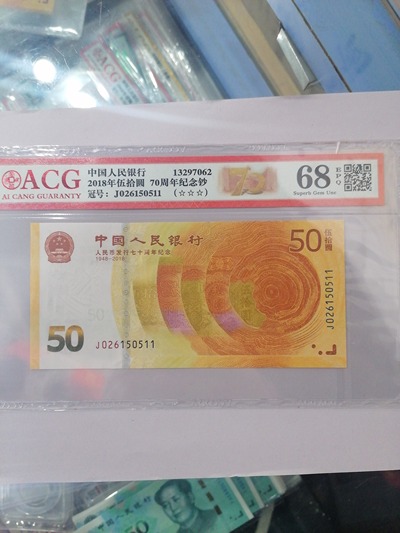 ACG
AI CANG GUARANTY
中国人民银行 13297062
2018年伍拾圆 70周年纪念钞
冠号: J026150511 (☆☆☆)
70
68 EPQ
Superb Gem Unc
中国人民银行
人民币发行七十周年纪念
1948-2018
50 伍拾圆
50
50
J026150511
J026150511